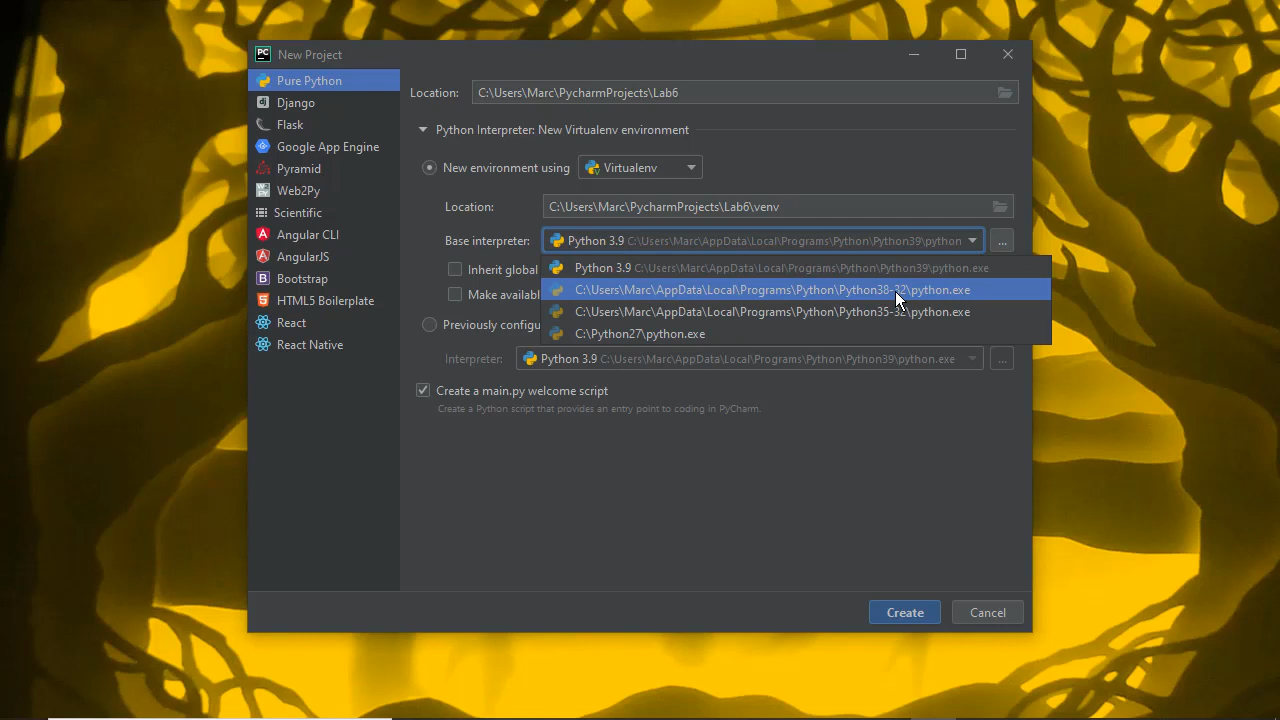 PC New Project
Pure Python
dj Django
Flask
Google App Engine
Pyramid
Web2Py
Scientific
Angular CLI
AngularJS
B Bootstrap
HTML5 Boilerplate
React
React Native
Location: C:\Users\Marc\PycharmProjects\Lab6
Python Interpreter: New Virtualenv environment
New environment using Virtualenv
Location: C:\Users\Marc\PycharmProjects\Lab6\venv
Base interpreter: Python 3.9 C:\Users\Marc\AppData\Local\Programs\Python\Python39\python ...
Inherit global
Python 3.9 C:\Users\Marc\AppData\Local\Programs\Python\Python39\python.exe
C:\Users\Marc\AppData\Local\Programs\Python\Python38-32\python.exe
Make availabl
C:\Users\Marc\AppData\Local\Programs\Python\Python35-32\python.exe
Previously configu
C:\Python27\python.exe
Interpreter: Python 3.9 C:\Users\Marc\AppData\Local\Programs\Python\Python39\python.exe ...
Create a main.py welcome script
Create a Python script that provides an entry point to coding in PyCharm.
Create Cancel